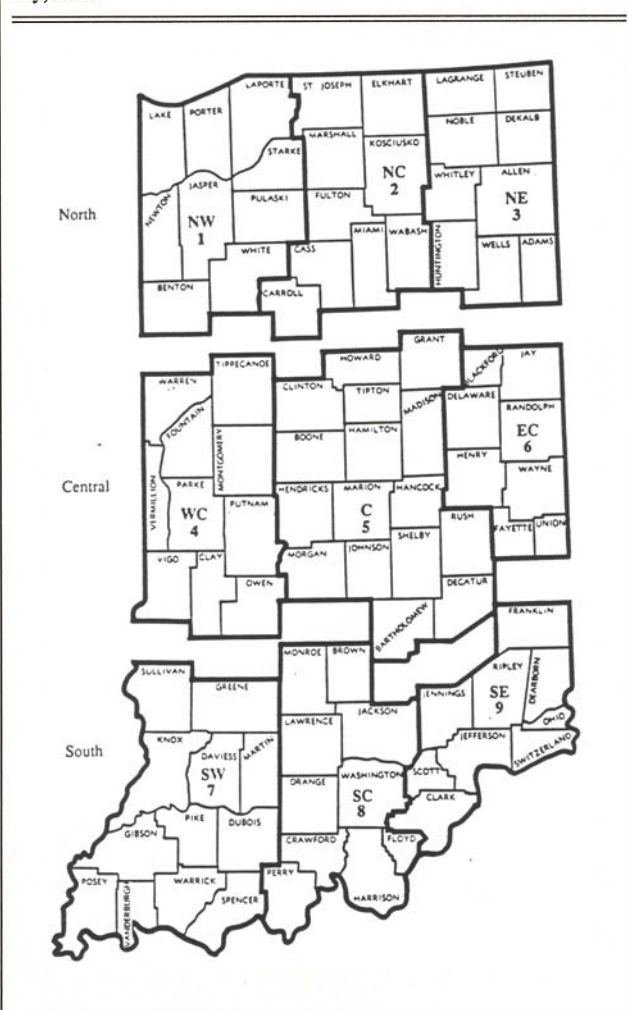 LAPORTE
ST JOSEPH
ELKHART
LAGRANGE
STEUBEN
LAKE
PORTER
NOBLE
DEKALB
MARSHALL
KOSCIUSKO
STARKE
NC
2
WHITLEY
ALLEN
NE
3
JASPER
NEWTON
PULASKI
FULTON
North
NW
1
MIAMI
WABASH
HUNTINGTON
WHITE
CASS
WELLS
ADAMS
BENTON
CARROLL
GRANT
TIPPECANOE
HOWARD
BLACKFORD
JAY
WARREN
CLINTON
TIPTON
MADISON
DELAWARE
FOUNTAIN
RANDOLPH
MONTGOMERY
BOONE
HAMILTON
EC
6
HENRY
WAYNE
Central
VERMILLION
PARKE
WC
4
PUTNAM
HENDRICKS
MARION
C
5
HANCOCK
RUSH
FAYETTE
UNION
VIGO
CLAY
MORGAN
JOHNSON
SHELBY
OWEN
DECATUR
BARTHOLOMEW
FRANKLIN
MONROE
BROWN
SULLIVAN
GREENE
RIPLEY
SE
9
DEARBORN
JENNINGS
LAWRENCE
JACKSON
OHIO
KNOX
South
DAVIESS
SW
7
MARTIN
JEFFERSON
SWITZERLAND
ORANGE
WASHINGTON
SC
8
SCOTT
CLARK
PIKE
DUBOIS
GIBSON
CRAWFORD
FLOYD
POSEY
VANDERBURGH
WARRICK
SPENCER
PERRY
HARRISON